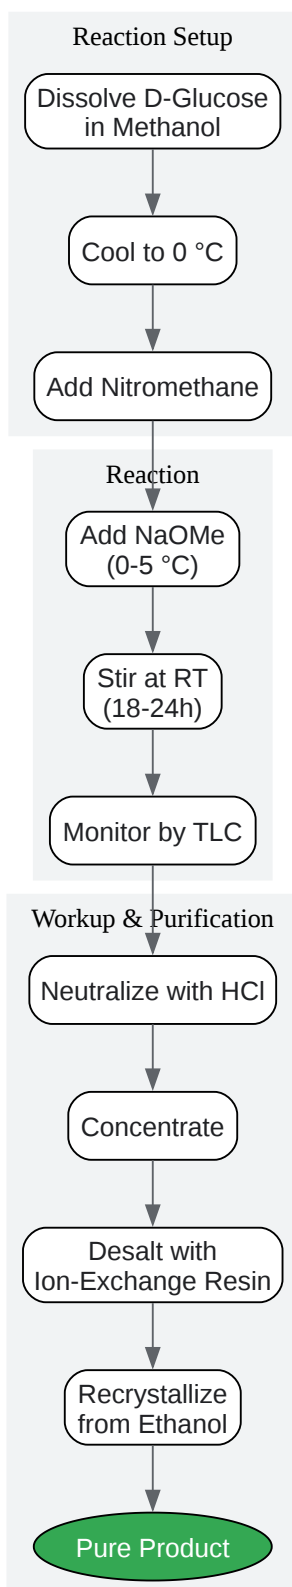 Reaction Setup
Dissolve D-Glucose
in Methanol
Cool to 0 °C
Add Nitromethane
Reaction
Add NaOMe
(0-5 °C)
Stir at RT
(18-24h)
Monitor by TLC
Workup & Purification
Neutralize with HCl
Concentrate
Desalt with
Ion-Exchange Resin
Recrystallize
from Ethanol
Pure Product